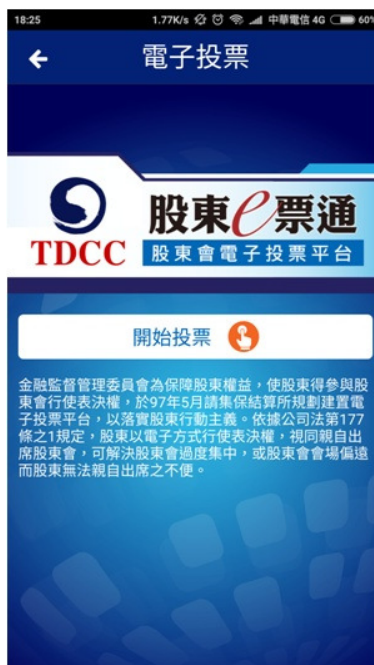 18:25 1.77K/s 中華電信 4G 60%
電子投票
股東e票通
TDCC 股東會電子投票平台
開始投票
金融監督管理委員會為保障股東權益，使股東得參與股
東會行使表決權，於97年5月請集保結算所規劃建置電
子投票平台，以落實股東行動主義。依據公司法第177
條之1規定，股東以電子方式行使表決權，視同親自出
席股東會，可解決股東會過度集中，或股東會會場偏遠
而股東無法親自出席之不便。